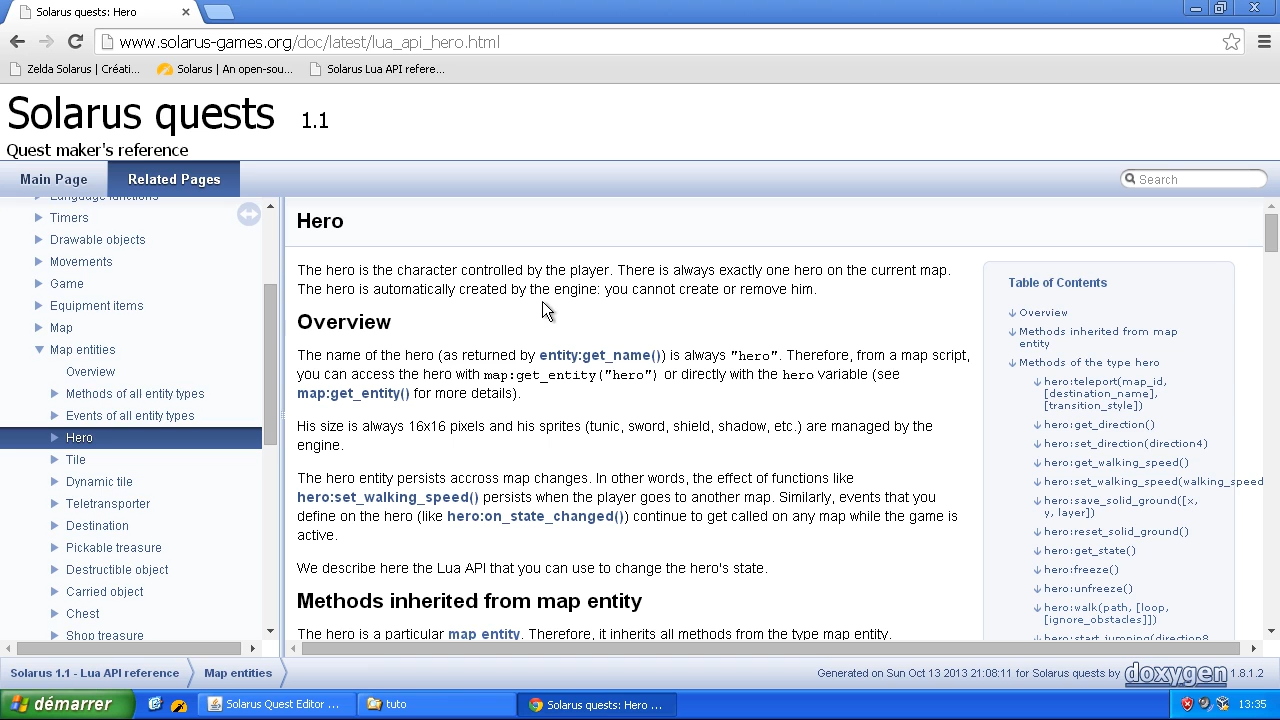 Solarus quests: Hero
www.solarus-games.org/doc/latest/lua_api_hero.html
Zelda Solarus | Créati...
Solarus | An open-sou...
Solarus Lua API refere...
Solarus quests 1.1
Quest maker's reference
Main Page
Related Pages
Search
Language functions
Timers
Drawable objects
Movements
Game
Equipment items
Map
Map entities
Overview
Methods of all entity types
Events of all entity types
Hero
Tile
Dynamic tile
Teletransporter
Destination
Pickable treasure
Destructible object
Carried object
Chest
Shop treasure
Hero
The hero is the character controlled by the player. There is always exactly one hero on the current map.
The hero is automatically created by the engine: you cannot create or remove him.
Overview
The name of the hero (as returned by entity:get_name()) is always "hero". Therefore, from a map script,
you can access the hero with map:get_entity("hero") or directly with the hero variable (see
map:get_entity() for more details).
His size is always 16x16 pixels and his sprites (tunic, sword, shield, shadow, etc.) are managed by the
engine.
The hero entity persists accross map changes. In other words, the effect of functions like
hero:set_walking_speed() persists when the player goes to another map. Similarly, events that you
define on the hero (like hero:on_state_changed()) continue to get called on any map while the game is
active.
We describe here the Lua API that you can use to change the hero's state.
Methods inherited from map entity
The hero is a particular map entity. Therefore, it inherits all methods from the type map entity.
Table of Contents
Overview
Methods inherited from map
entity
Methods of the type hero
hero:teleport(map_id,
[destination_name],
[transition_style])
hero:get_direction()
hero:set_direction(direction4)
hero:get_walking_speed()
hero:set_walking_speed(walking_speed
hero:save_solid_ground([x,
y, layer])
hero:reset_solid_ground()
hero:get_state()
hero:freeze()
hero:unfreeze()
hero:walk(path, [loop,
[ignore_obstacles]])
hero:start_jumping(direction8
Solarus 1.1 - Lua API reference
Map entities
Generated on Sun Oct 13 2013 21:08:11 for Solarus quests by doxygen 1.8.1.2
démarrer
Solarus Quest Editor ...
tuto
Solarus quests: Hero ...
13:35